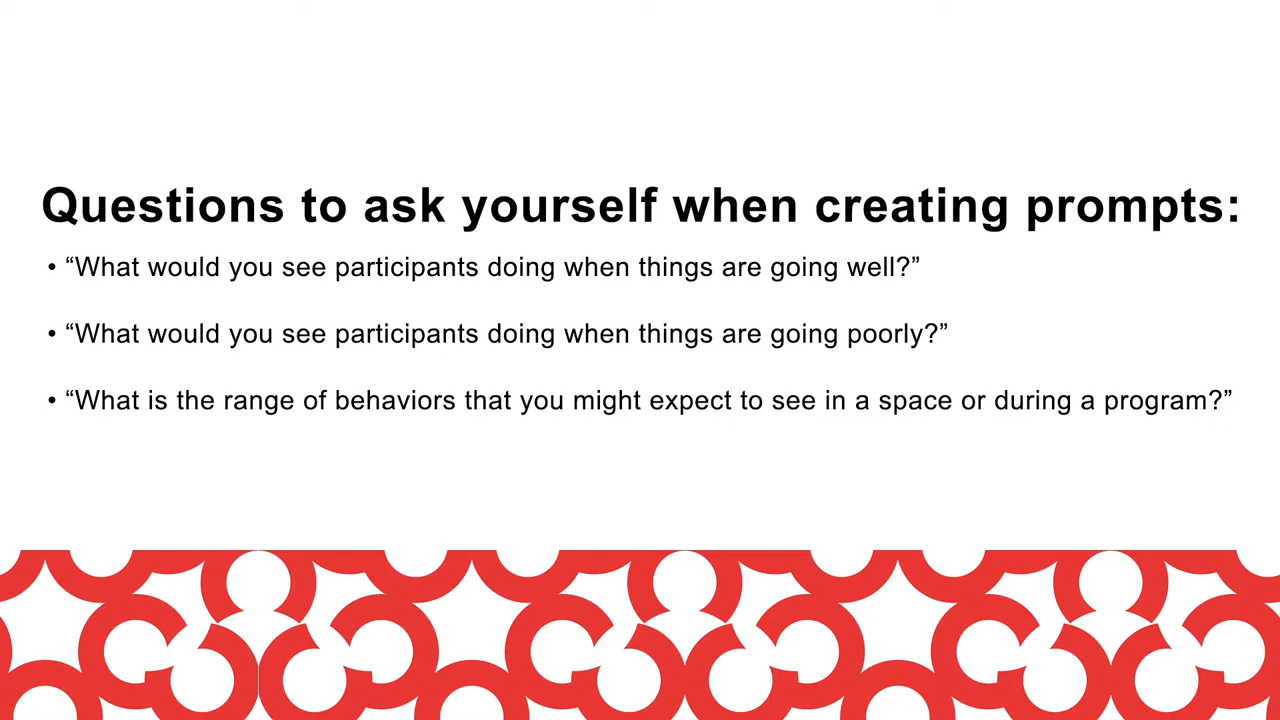 Questions to ask yourself when creating prompts:
• “What would you see participants doing when things are going well?”
• “What would you see participants doing when things are going poorly?”
• “What is the range of behaviors that you might expect to see in a space or during a program?”